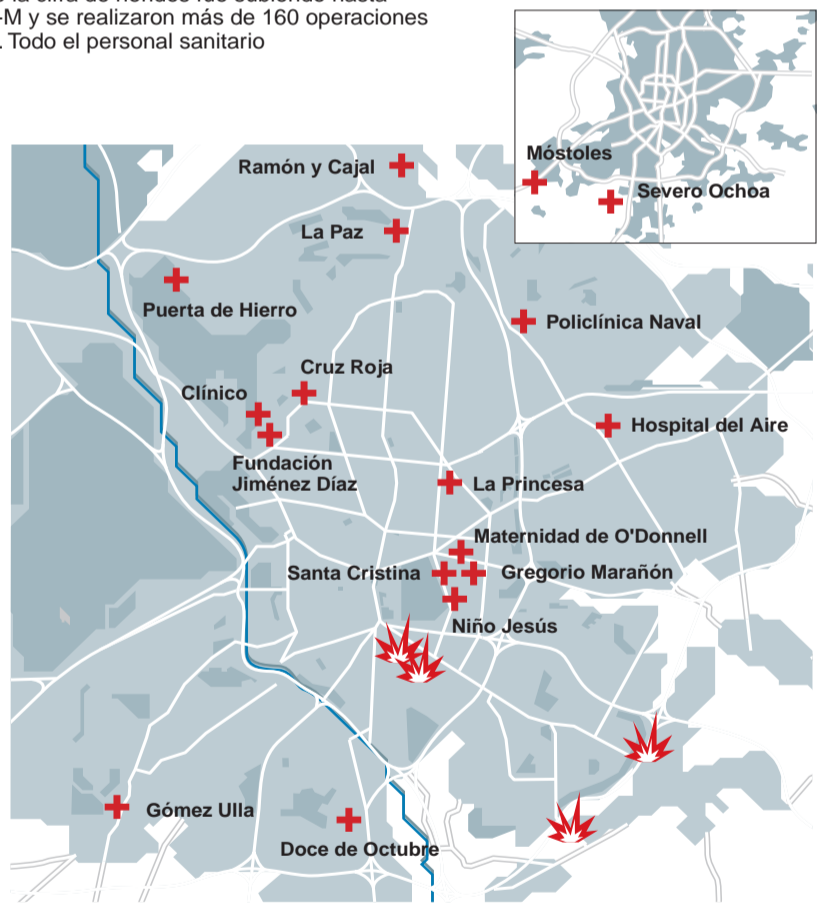 -M y se realizaron más de 160 operaciones
. Todo el personal sanitario
Móstoles
Severo Ochoa
Ramón y Cajal
La Paz
Puerta de Hierro
Policlínica Naval
Cruz Roja
Clínico
Hospital del Aire
Fundación
Jiménez Díaz
La Princesa
Maternidad de O'Donnell
Santa Cristina
Gregorio Marañón
Niño Jesús
Gómez Ulla
Doce de Octubre